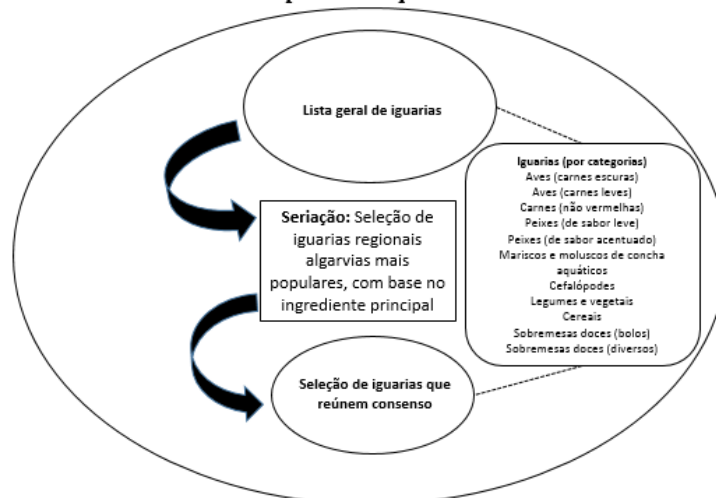 Lista geral de iguarias
Iguarias (por categorias)
Aves (carnes escuras)
Aves (carnes leves)
Carnes (não vermelhas)
Peixes (de sabor leve)
Peixes (de sabor acentuado)
Mariscos e moluscos de concha
aquáticos
Cefalópodes
Legumes e vegetais
Cereais
Sobremesas doces (bolos)
Sobremesas doces (diversos)
Seriação: Seleção de
iguarias regionais
algarvias mais
populares, com base no
ingrediente principal
Seleção de iguarias que
reúnem consenso